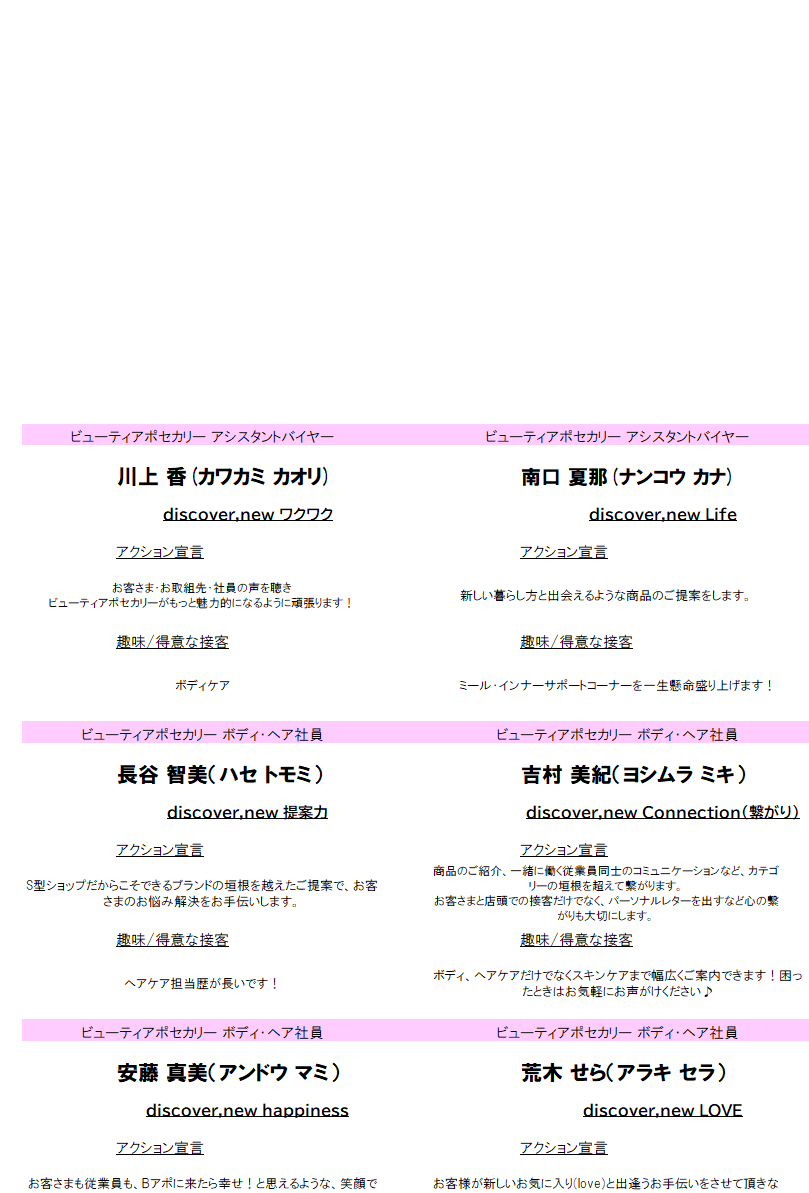 ビューティアポセカリー アシスタントバイヤー
川上 香(カワカミ カオリ)
discover,new ワクワク
アクション宣言
お客さま・お取組先・社員の声を聴き
ビューティアポセカリーがもっと魅力的になるように頑張ります！
趣味/得意な接客
ボディケア
ビューティアポセカリー アシスタントバイヤー
南口 夏那(ナンコウ カナ)
discover,new Life
アクション宣言
新しい暮らし方と出会えるような商品のご提案をします。
趣味/得意な接客
ミール・インナーサポートコーナーを一生懸命盛り上げます！
ビューティアポセカリー ボディ・ヘア社員
長谷 智美(ハセ トモミ)
discover,new 提案力
アクション宣言
S型ショップだからこそできるブランドの垣根を越えたご提案で、お客
さまのお悩み解決をお手伝いします。
趣味/得意な接客
ヘアケア担当歴が長いです！
ビューティアポセカリー ボディ・ヘア社員
吉村 美紀(ヨシムラ ミキ)
discover,new Connection(繋がり)
アクション宣言
商品のご紹介、一緒に働く従業員同士のコミュニケーションなど、カテゴ
リーの垣根を超えて繋がります。
お客さまと店頭での接客だけでなく、パーソナルレターを出すなど心の繋
がりも大切にします。
趣味/得意な接客
ボディ、ヘアケアだけでなくスキンケアまで幅広くご案内できます！困っ
たときはお気軽にお声がけください♪
ビューティアポセカリー ボディ・ヘア社員
安藤 真美(アンドウ マミ)
discover,new happiness
アクション宣言
お客さまも従業員も、Bアポに来たら幸せ！と思えるような、笑顔で
ビューティアポセカリー ボディ・ヘア社員
荒木 せら(アラキ セラ)
discover,new LOVE
アクション宣言
お客様が新しいお気に入り(love)と出逢うお手伝いをさせて頂きな